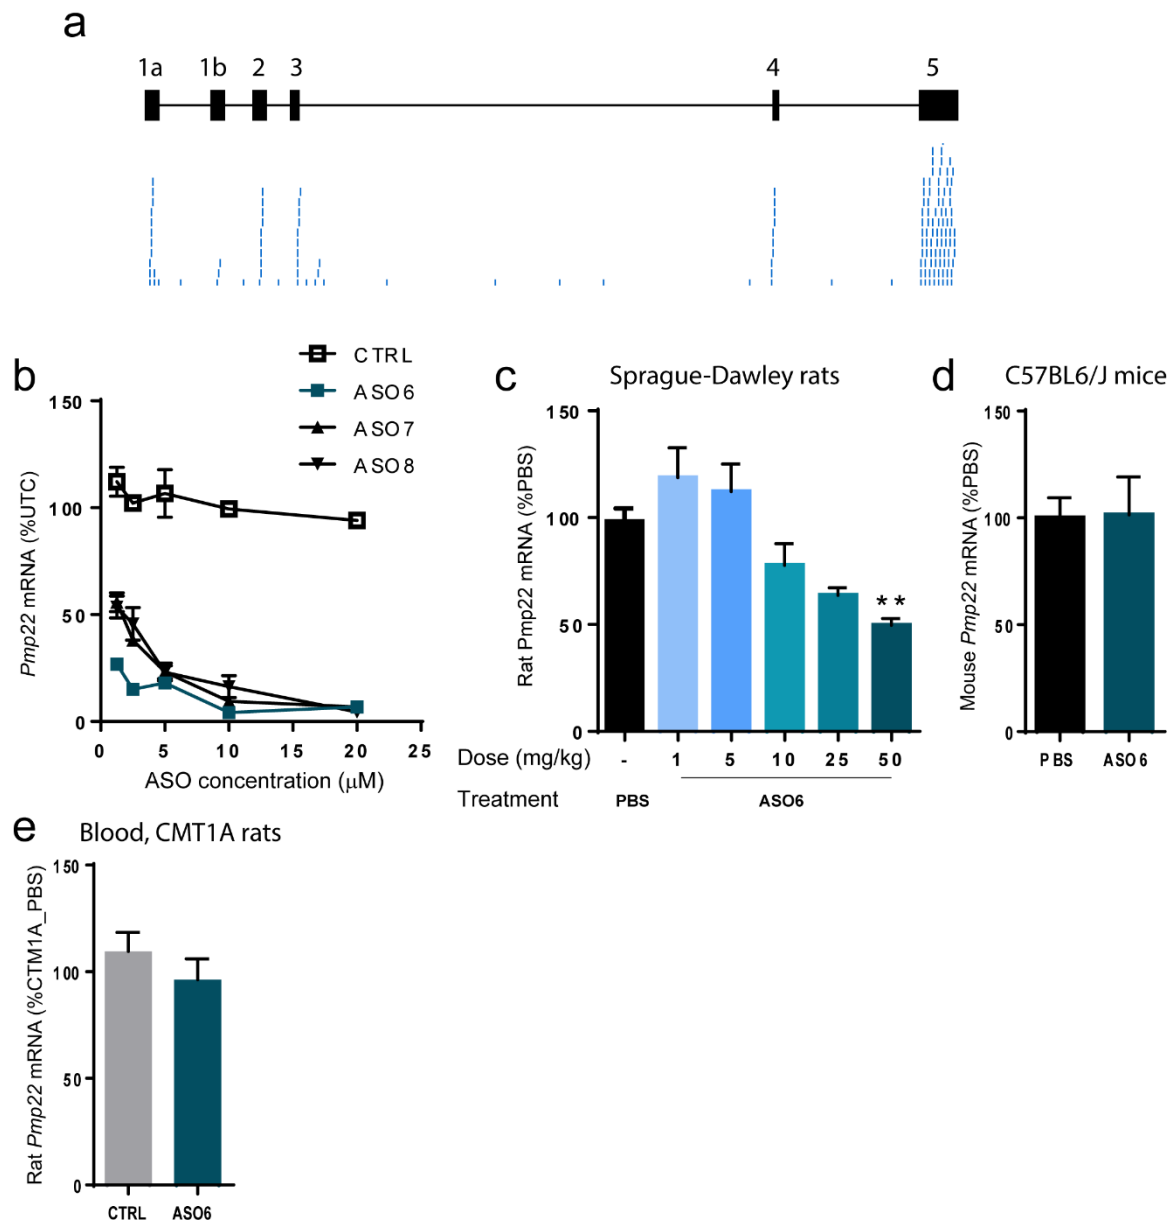 a
1a 1b 2 3 4 5
b
CTRL
ASO6
ASO7
ASO8
150
100
50
0
Pmp22 mRNA (%UTC)
0 5 10 15 20 25
ASO concentration (µM)
c
Sprague-Dawley rats
150
100
50
0
Rat Pmp22 mRNA (%PBS)
**
Dose (mg/kg) - 1 5 10 25 50
Treatment PBS ASO6
d
C57BL6/J mice
150
100
50
0
Mouse Pmp22 mRNA (%PBS)
PBS ASO6
e
Blood, CMT1A rats
150
100
50
0
Rat Pmp22 mRNA (%CTM1A_PBS)
CTRL ASO6